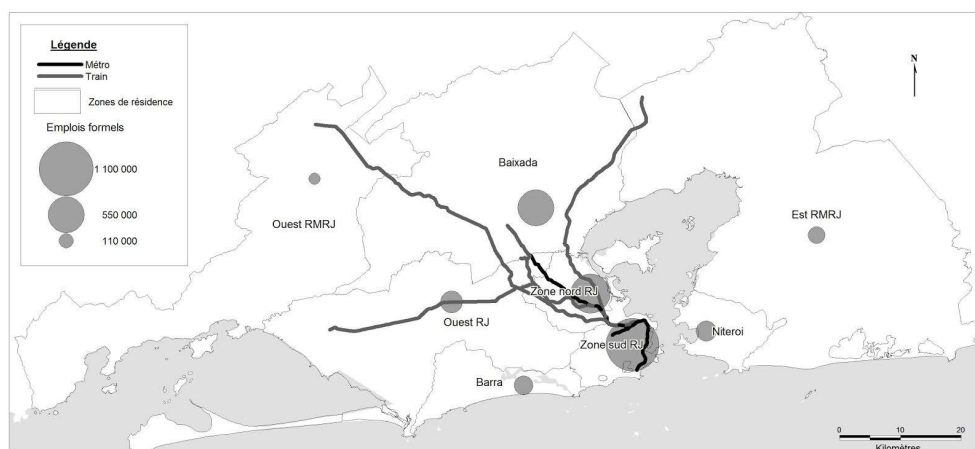 Légende
Métro
Train
Zones de résidence
Emplois formels
1 100 000
550 000
110 000
N
Baixada
Ouest RMRJ
Est RMRJ
Zone nord RJ
Ouest RJ
Niteroi
Zone sud RJ
Barra
0 10 20
Kilomètres